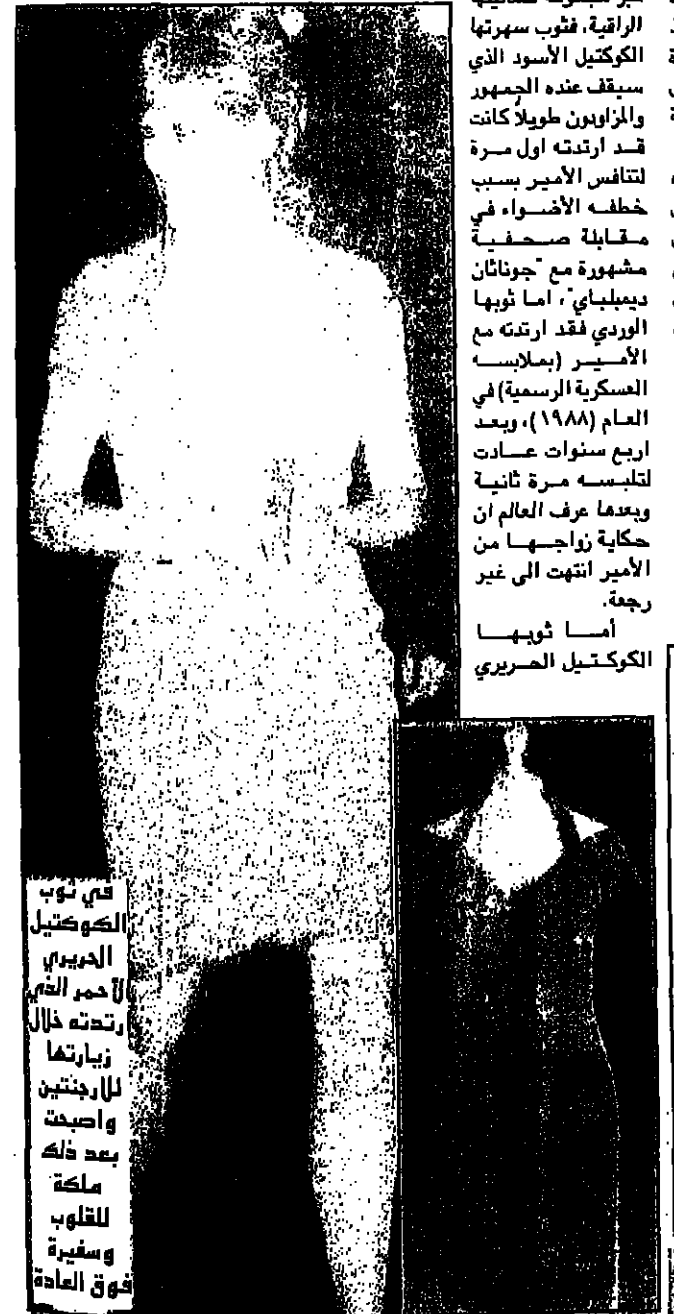 الراقية، فثوب سهرتها
الكوكتيل الأسود الذي
سيقف عنده الجمهور
والمزاودون طويلاً كانت
قد ارتدته اول مرة
لتنافس الأمير بسبب
خطفه الأضواء في
مقابلة صحفية
مشهورة مع "جوناثان
ديمبلباي"، اما ثوبها
الوردي فقد ارتدته مع
الأمير (بملابسه
العسكرية الرسمية) في
العام (١٩٨٨)، وبعد
اربع سنوات عادت
لتلبسه مرة ثانية
وبعدها عرف العالم ان
حكاية زواجها من
الأمير انتهت الى غير
رجعة.
أما ثوبها
الكوكتيل الحريري
في ثوب
الكوكتيل
الحريري
الأحمر الذي
رتدته خلال
زيارتها
للارجنتين
واصبحت
بعد ذلك
ملكة
للقلوب
وسفيرة
فوق العادة